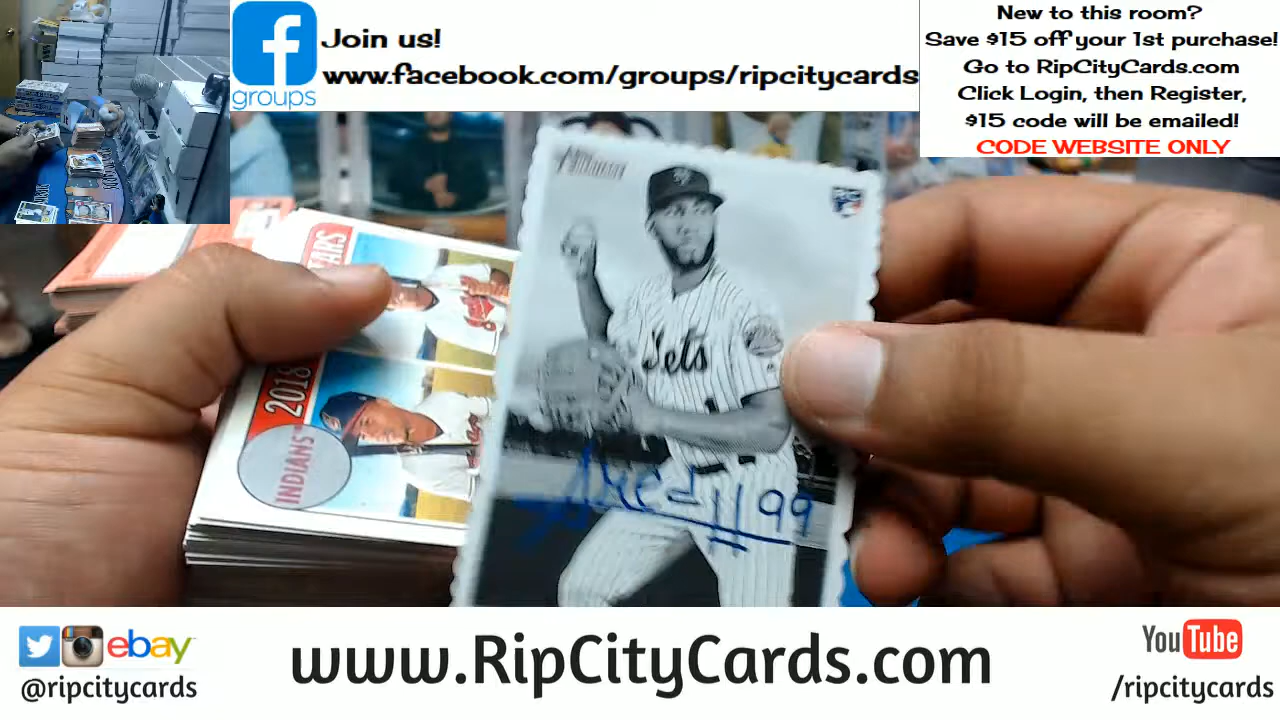 Join us!
www.facebook.com/groups/ripcitycards
groups
New to this room?
Save $15 off your 1st purchase!
Go to RipCityCards.com
Click Login, then Register,
$15 code will be emailed!
CODE WEBSITE ONLY
Mets
99
2018
INDIANS
ebay
@ripcitycards
www.RipCityCards.com
YouTube
/ripcitycards